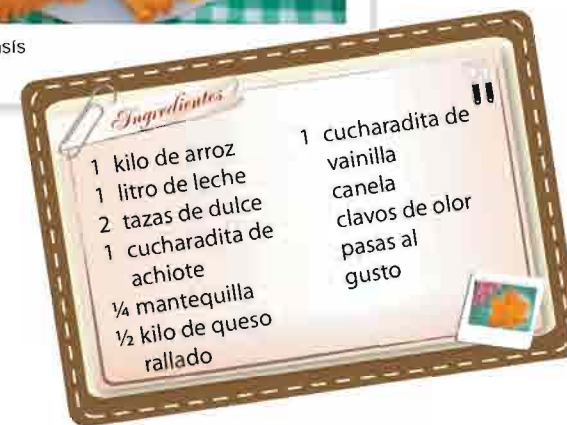 Ingredientes
1 kilo de arroz
1 litro de leche
2 tazas de dulce
1 cucharadita de
achiote
¼ mantequilla
½ kilo de queso
rallado
1 cucharadita de
vainilla
canela
clavos de olor
pasas al
gusto